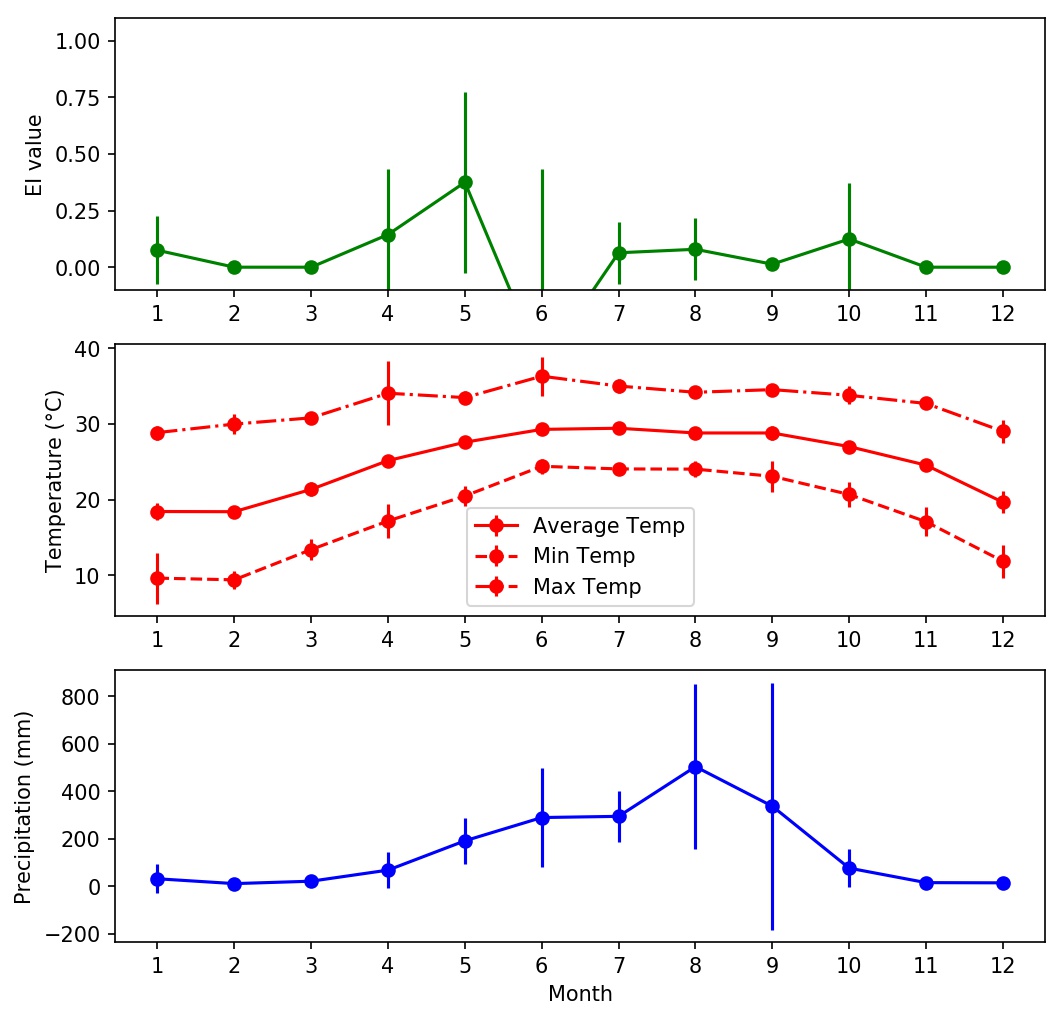 EI value
1.00
0.75
0.50
0.25
0.00
1 2 3 4 5 6 7 8 9 10 11 12
Temperature (°C)
40
30
20
10
Average Temp
Min Temp
Max Temp
1 2 3 4 5 6 7 8 9 10 11 12
Precipitation (mm)
800
600
400
200
0
−200
1 2 3 4 5 6 7 8 9 10 11 12
Month